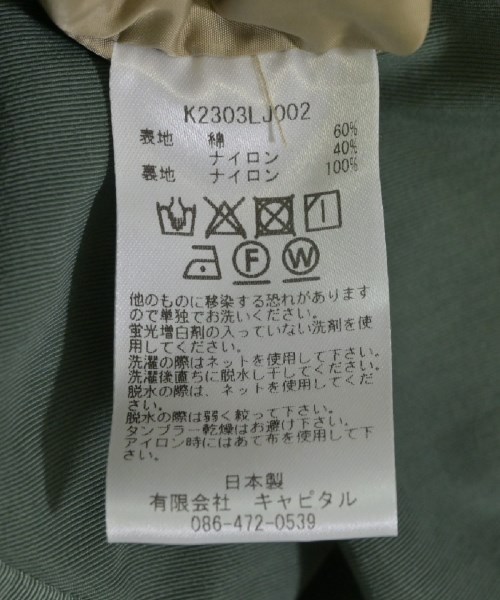 K2303LJ002
表地 綿 60%
ナイロン 40%
裏地 ナイロン 100%
F W
他のものに移染する恐れがあります
ので単独でお洗いください。
蛍光増白剤の入っていない洗剤を使
用してください。
洗濯の際はネットを使用して下さい。
洗濯後直ちに脱水し干してください。
脱水の際は、ネットを使用してくだ
さい。
脱水の際は弱く絞って下さい。
タンブラー乾燥はお避け下さい。
アイロン時にはあて布を使用して下
さい。
日本製
有限会社 キャピタル
086-472-0539